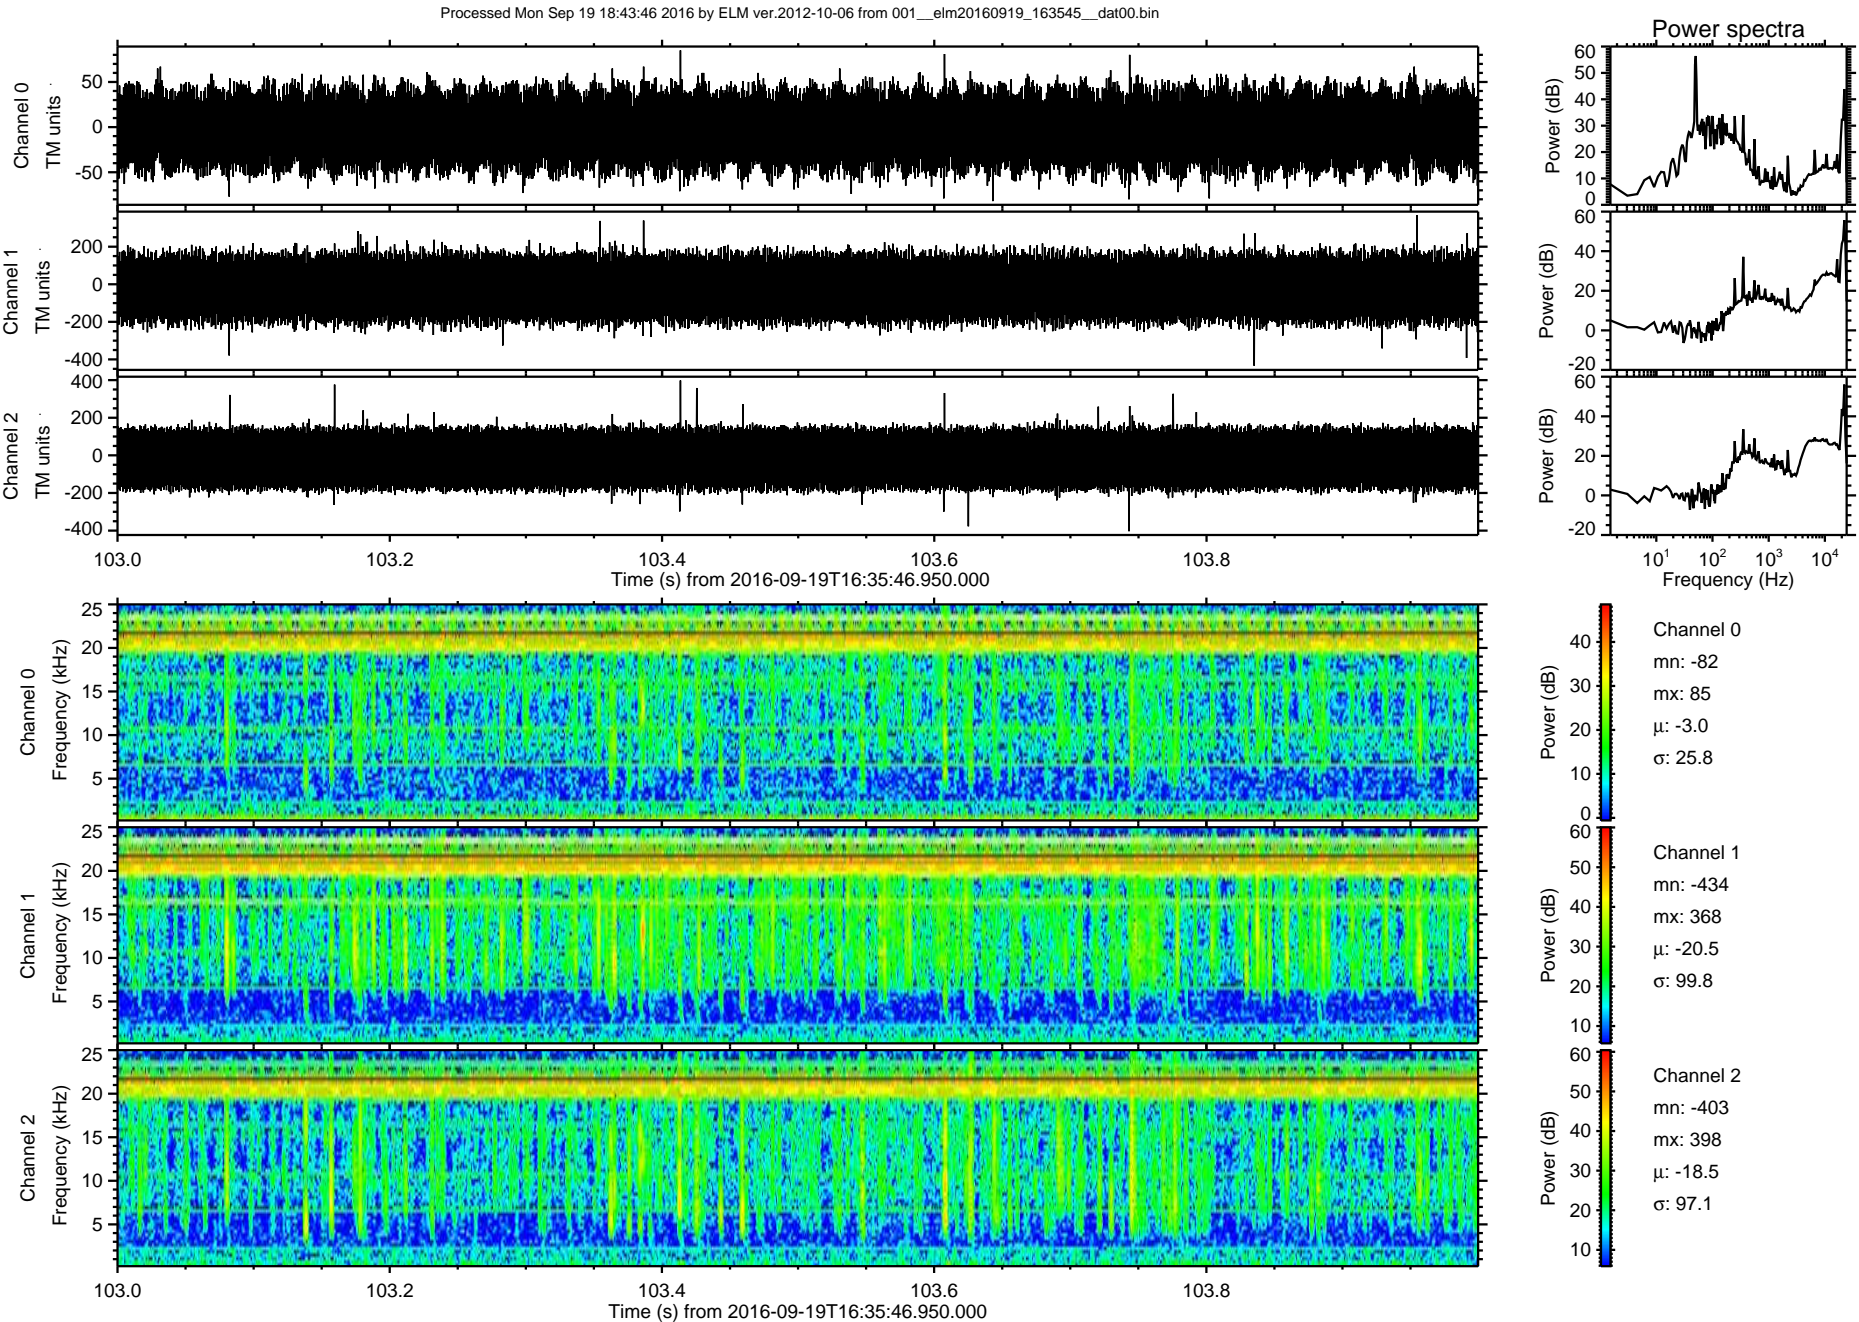 Processed Mon Sep 19 18:43:46 2016 by ELM ver.2012-10-06 from 001__elm20160919_163545__dat00.bin
Power spectra
Channel 0
TM units
50
0
-50
Power (dB)
60
50
40
30
20
10
0
Channel 1
TM units
200
0
-200
-400
Power (dB)
60
40
20
0
-20
Channel 2
TM units
400
200
0
-200
-400
Power (dB)
60
40
20
0
-20
103.0 103.2 103.4 103.6 103.8
Time (s) from 2016-09-19T16:35:46.950.000
10^1 10^2 10^3 10^4
Frequency (Hz)
Channel 0
Frequency (kHz)
25
20
15
10
5
Power (dB)
40
30
20
10
0
Channel 0
mn: -82
mx: 85
μ: -3.0
σ: 25.8
Channel 1
Frequency (kHz)
25
20
15
10
5
Power (dB)
60
50
40
30
20
10
Channel 1
mn: -434
mx: 368
μ: -20.5
σ: 99.8
Channel 2
Frequency (kHz)
25
20
15
10
5
Power (dB)
60
50
40
30
20
10
Channel 2
mn: -403
mx: 398
μ: -18.5
σ: 97.1
103.0 103.2 103.4 103.6 103.8
Time (s) from 2016-09-19T16:35:46.950.000